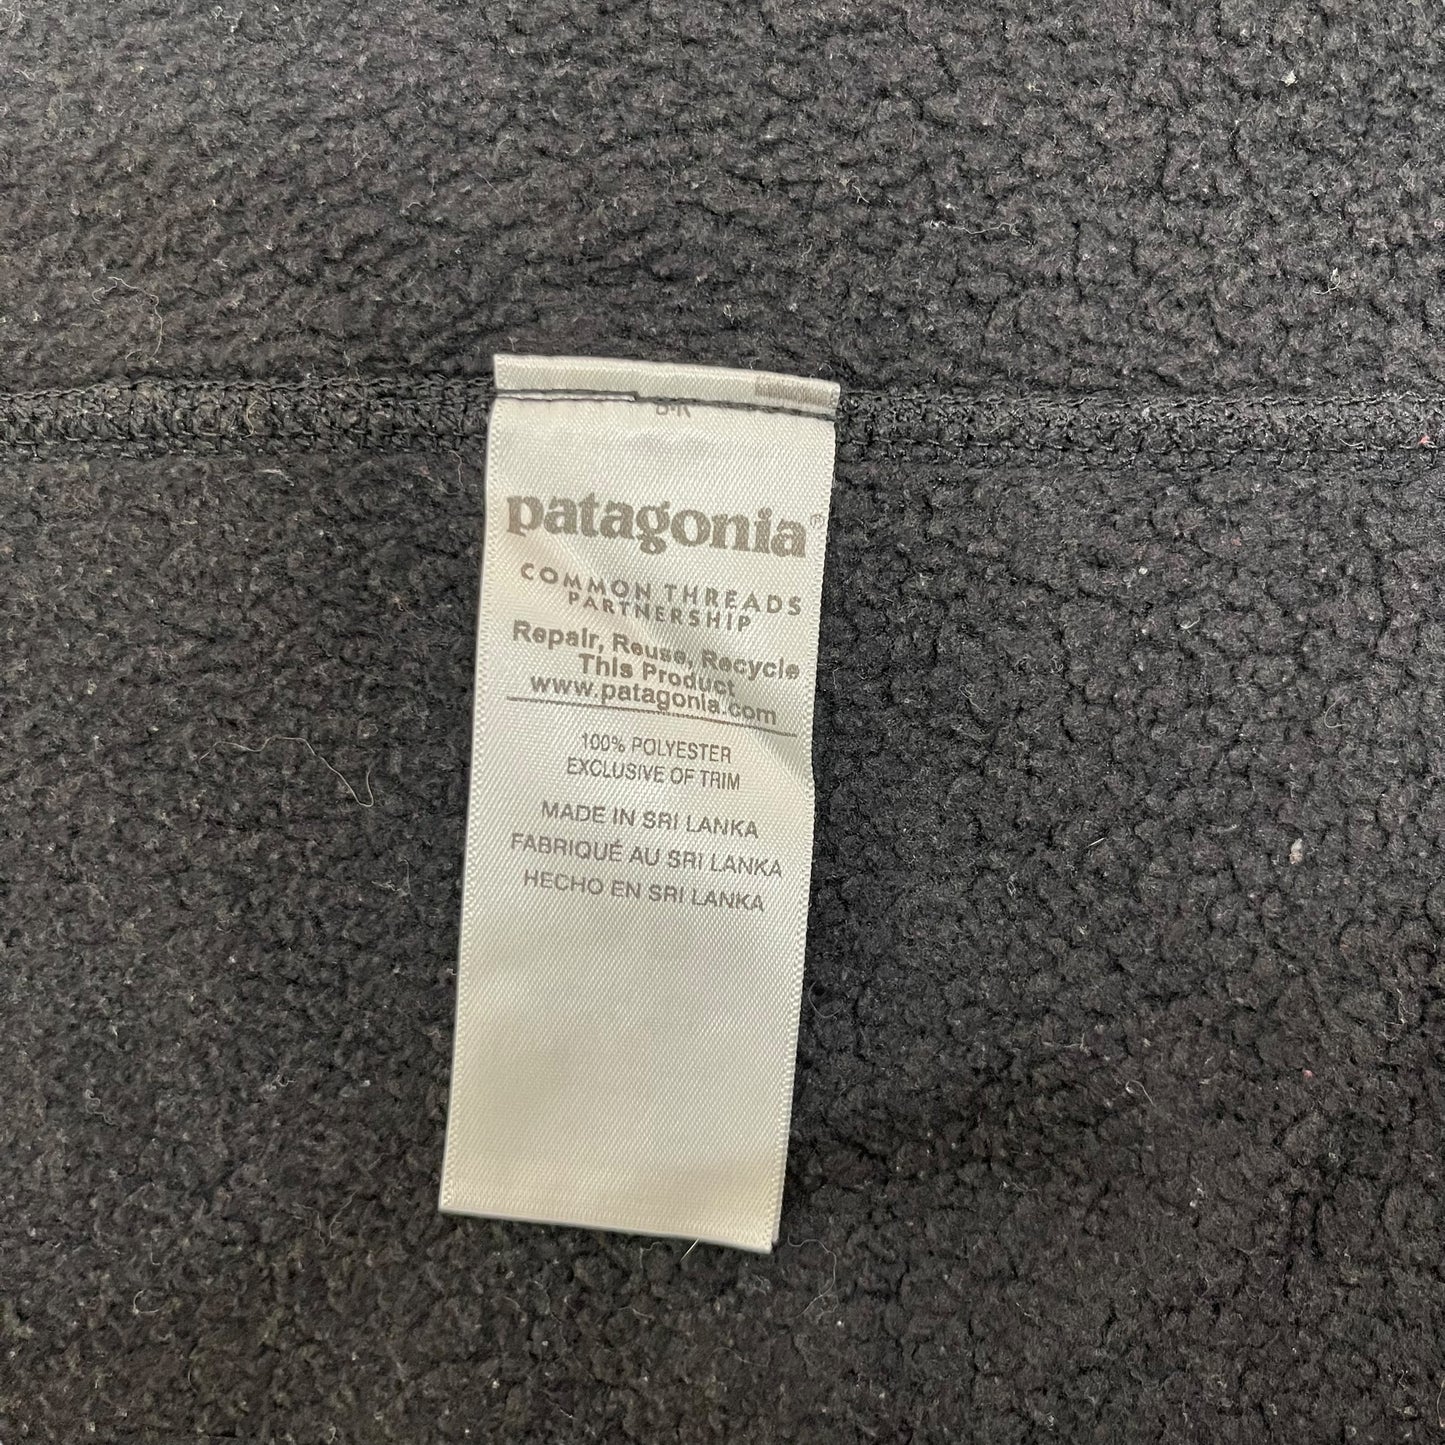 patagonia®
COMMON THREADS
PARTNERSHIP
Repair, Reuse, Recycle
This Product
www.patagonia.com
100% POLYESTER
EXCLUSIVE OF TRIM
MADE IN SRI LANKA
FABRIQUÉ AU SRI LANKA
HECHO EN SRI LANKA